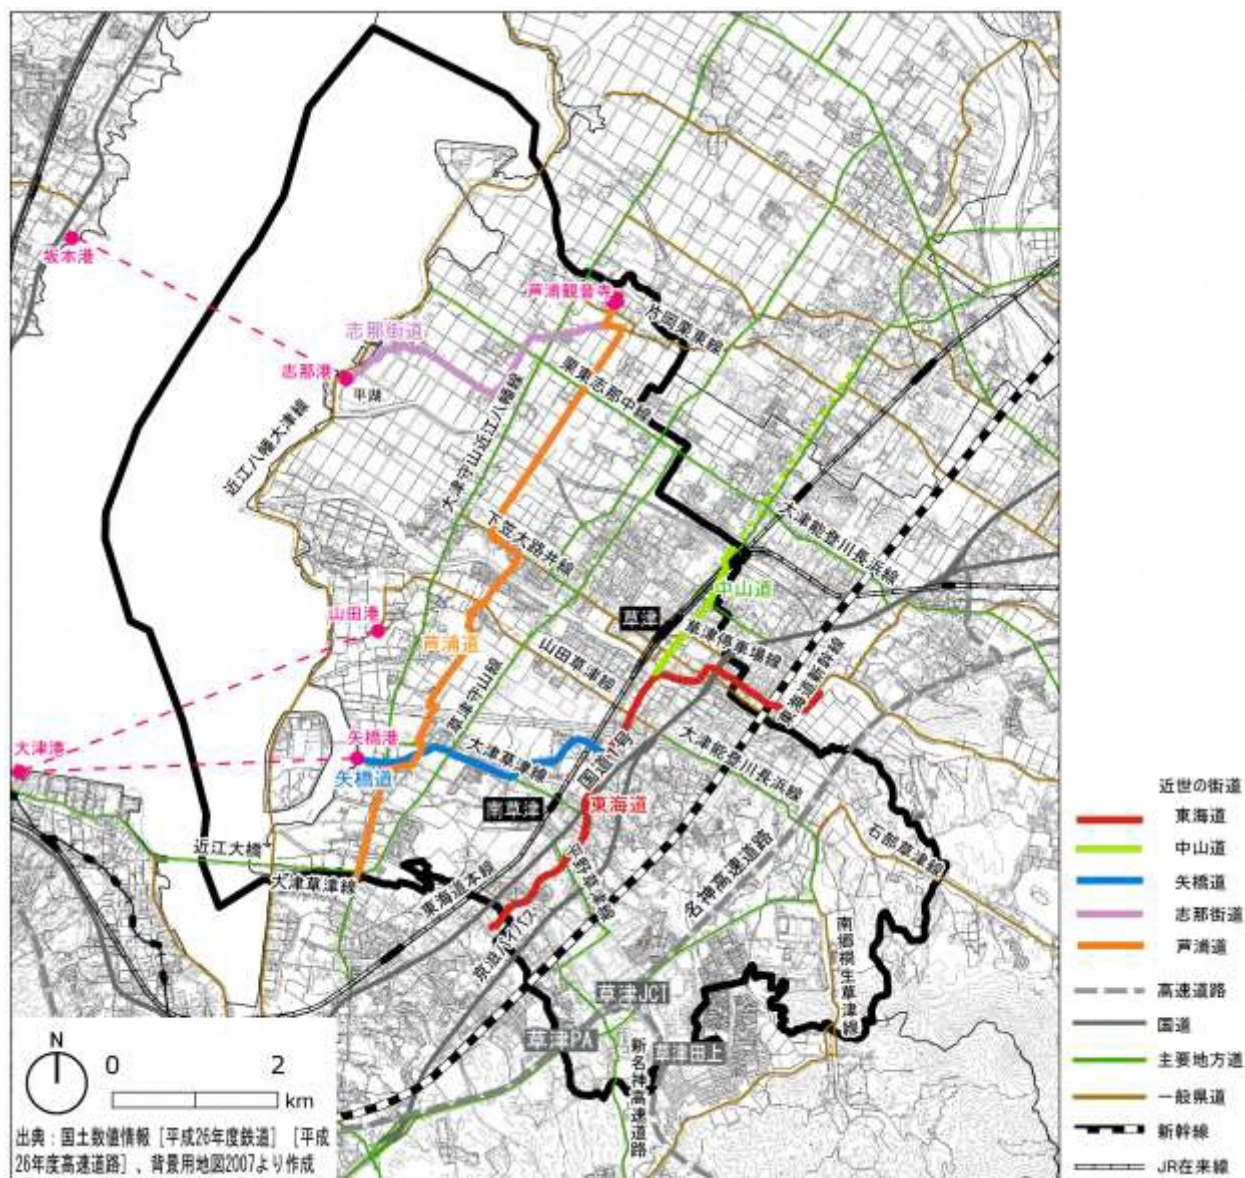 坂本港
芦浦観音寺
片岡栗東線
志那街道
志那港
平湖
栗東志那中線
近江八幡大津線
大津守山近江八幡線
下笠大路井線
大津能登川長浜線
中山道
草津
山田港
芦浦道
山田草津線
草津守山線
大津港
矢橋港
矢橋道
大津草津線
大津能登川長浜線
南草津
東海道
近江大橋
大津草津線
東海道本線
平野草津線
京滋バイパス
名神高速道路
石部草津線
南郷桐生草津線
草津JCT
草津PA
草津田上
新名神高速道路
N
0 2
km
出典:国土数値情報[平成26年度鉄道][平成
26年度高速道路]、背景用地図2007より作成
近世の街道
東海道
中山道
矢橋道
志那街道
芦浦道
高速道路
国道
主要地方道
一般県道
新幹線
JR在来線